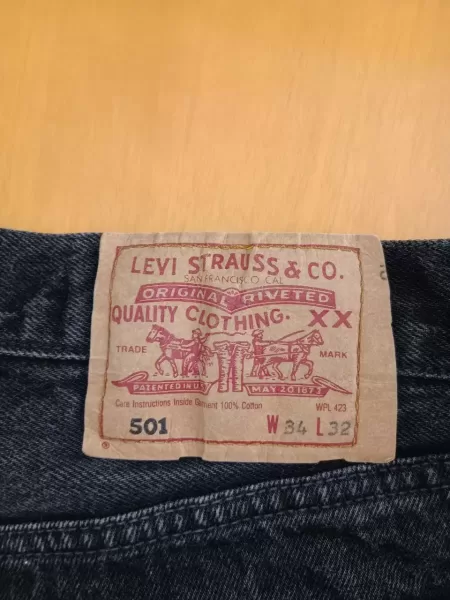 LEVI STRAUSS & CO.
SAN FRANCISCO CAL
ORIGINAL RIVETED
QUALITY CLOTHING. XX
TRADE MARK
PATENTED IN U.S. MAY 20 1873
Care Instructions Inside Garment 100% Cotton WPL 423
501 W 34 L 32
®